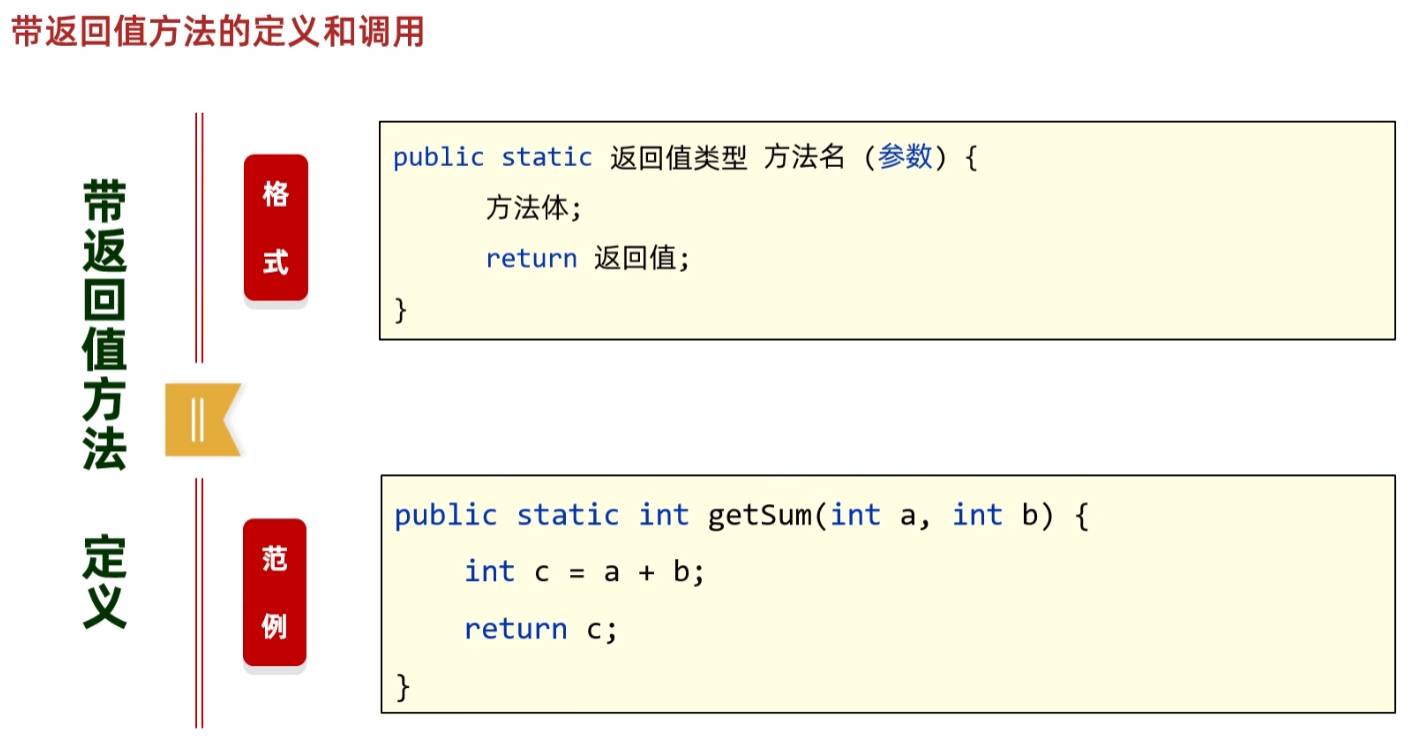 带返回值方法的定义和调用
带返回值方法 定义
格式
public static 返回值类型 方法名 (参数) {
方法体;
return 返回值;
}
范例
public static int getSum(int a, int b) {
int c = a + b;
return c;
}